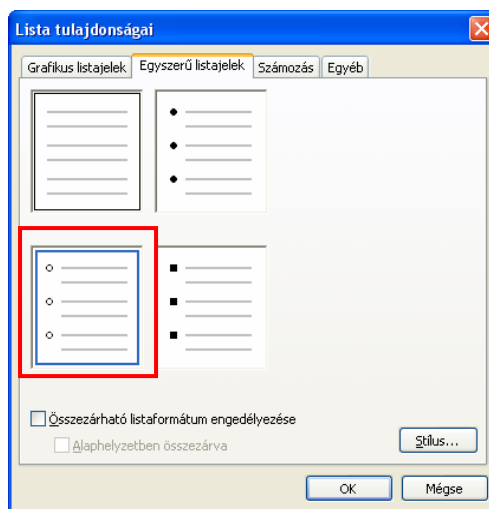 Lista tulajdonságai
Grafikus listajelek Egyszerű listajelek Számozás Egyéb
Összezárható listaformátum engedélyezése
Alaphelyzetben összezárva
Stílus...
OK Mégse